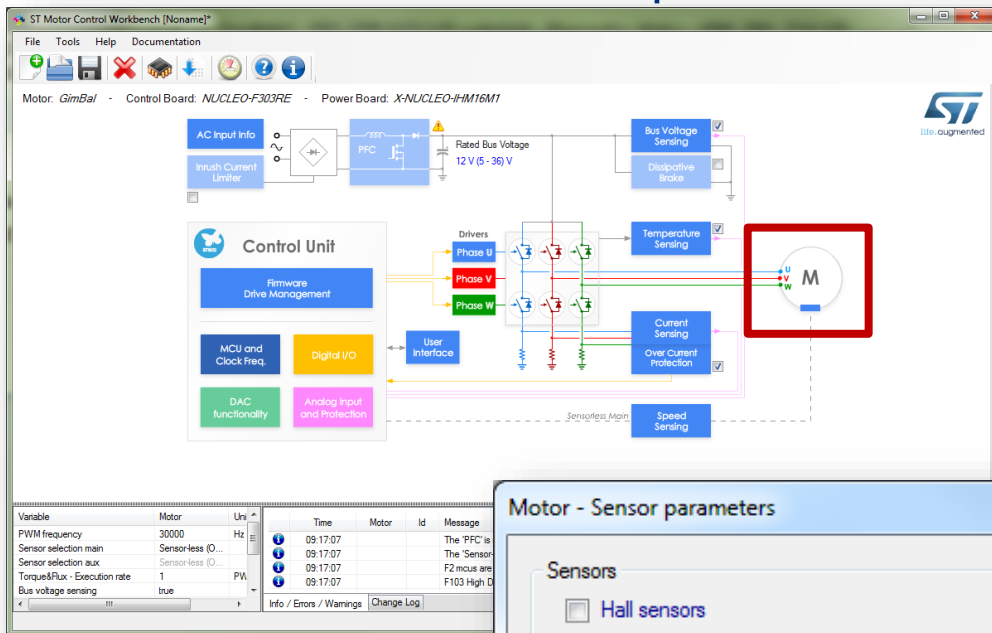 ST Motor Control Workbench [Noname]*
File Tools Help Documentation
Motor: GimBal - Control Board: NUCLEO-F303RE - Power Board: X-NUCLEO-IHM16M1
ST
life.augmented
AC Input Info
Inrush Current
Limiter
PFC
Rated Bus Voltage
12 V (5 - 36) V
Bus Voltage
Sensing
Dissipative
Brake
Control Unit
Firmware
Drive Management
MCU and
Clock Freq.
Digital I/O
DAC
functionality
Analog Input
and Protection
User
Interface
Drivers
Phase U
Phase V
Phase W
Temperature
Sensing
Current
Sensing
Over Current
Protection
Sensorless Main
Speed
Sensing
U
V
W
M
Variable Motor Uni
PWM frequency 30000 Hz
Sensor selection main Sensor-less (O...
Sensor selection aux Sensor-less (O...
Torque&Flux - Execution rate 1 PW
Bus voltage sensing true
Time Motor Id Message
09:17:07 The 'PFC' is
09:17:07 The 'Sensor-
09:17:07 F2 mcus are
09:17:07 F103 High D
Info / Errors / Warnings Change Log
Motor - Sensor parameters
Sensors
Hall sensors